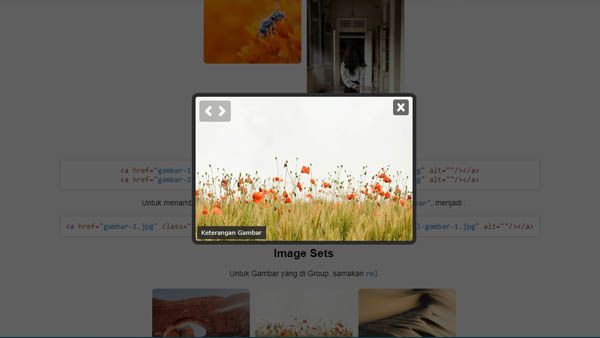 <a href="gambar-1
g" alt=""/></a>
<a href="gambar-2
g" alt=""/></a>
Untuk menamb
bar", menjadi :
<a href="gambar-1.jpg" class="
l-gambar-1.jpg" alt=""/></a>
Keterangan Gambar
Image Sets
Untuk Gambar yang di Group, samakan rel